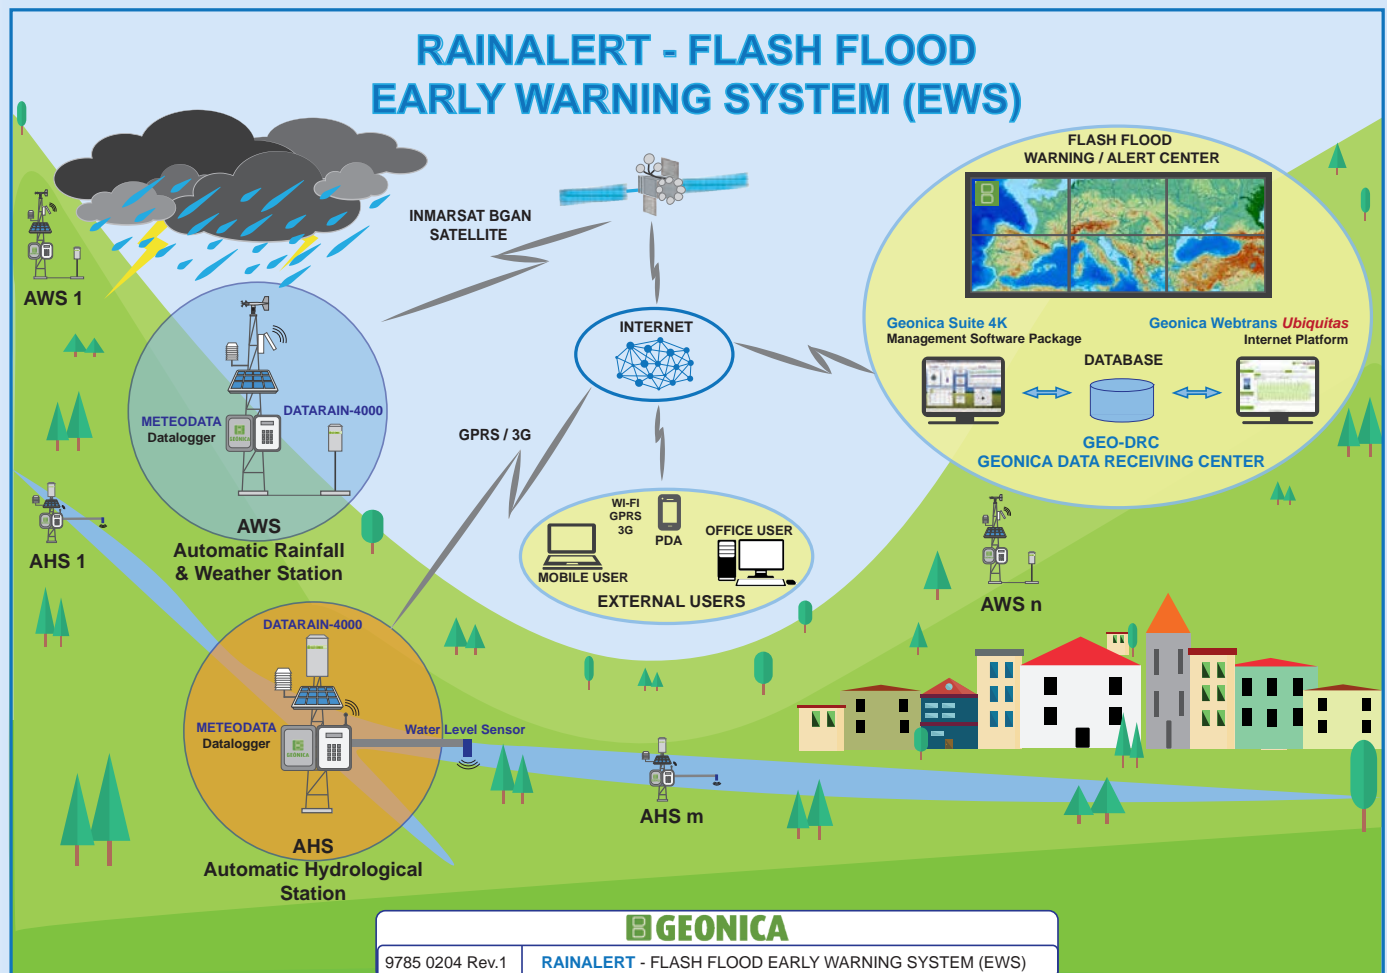 RAINALERT - FLASH FLOOD
EARLY WARNING SYSTEM (EWS)
FLASH FLOOD
WARNING / ALERT CENTER
INMARSAT BGAN
SATELLITE
AWS 1
INTERNET
Geonica Suite 4K
Management Software Package
Geonica Webtrans Ubiquitas
Internet Platform
DATABASE
GEO-DRC
GEONICA DATA RECEIVING CENTER
METEODATA
Datalogger
DATARAIN-4000
GEONICA
GPRS / 3G
AWS
Automatic Rainfall
& Weather Station
AHS 1
WI-FI
GPRS
3G
PDA
OFFICE USER
MOBILE USER
EXTERNAL USERS
AWS n
DATARAIN-4000
METEODATA
Datalogger
GEONICA
Water Level Sensor
AHS m
AHS
Automatic Hydrological
Station
GEONICA
9785 0204 Rev.1
RAINALERT - FLASH FLOOD EARLY WARNING SYSTEM (EWS)